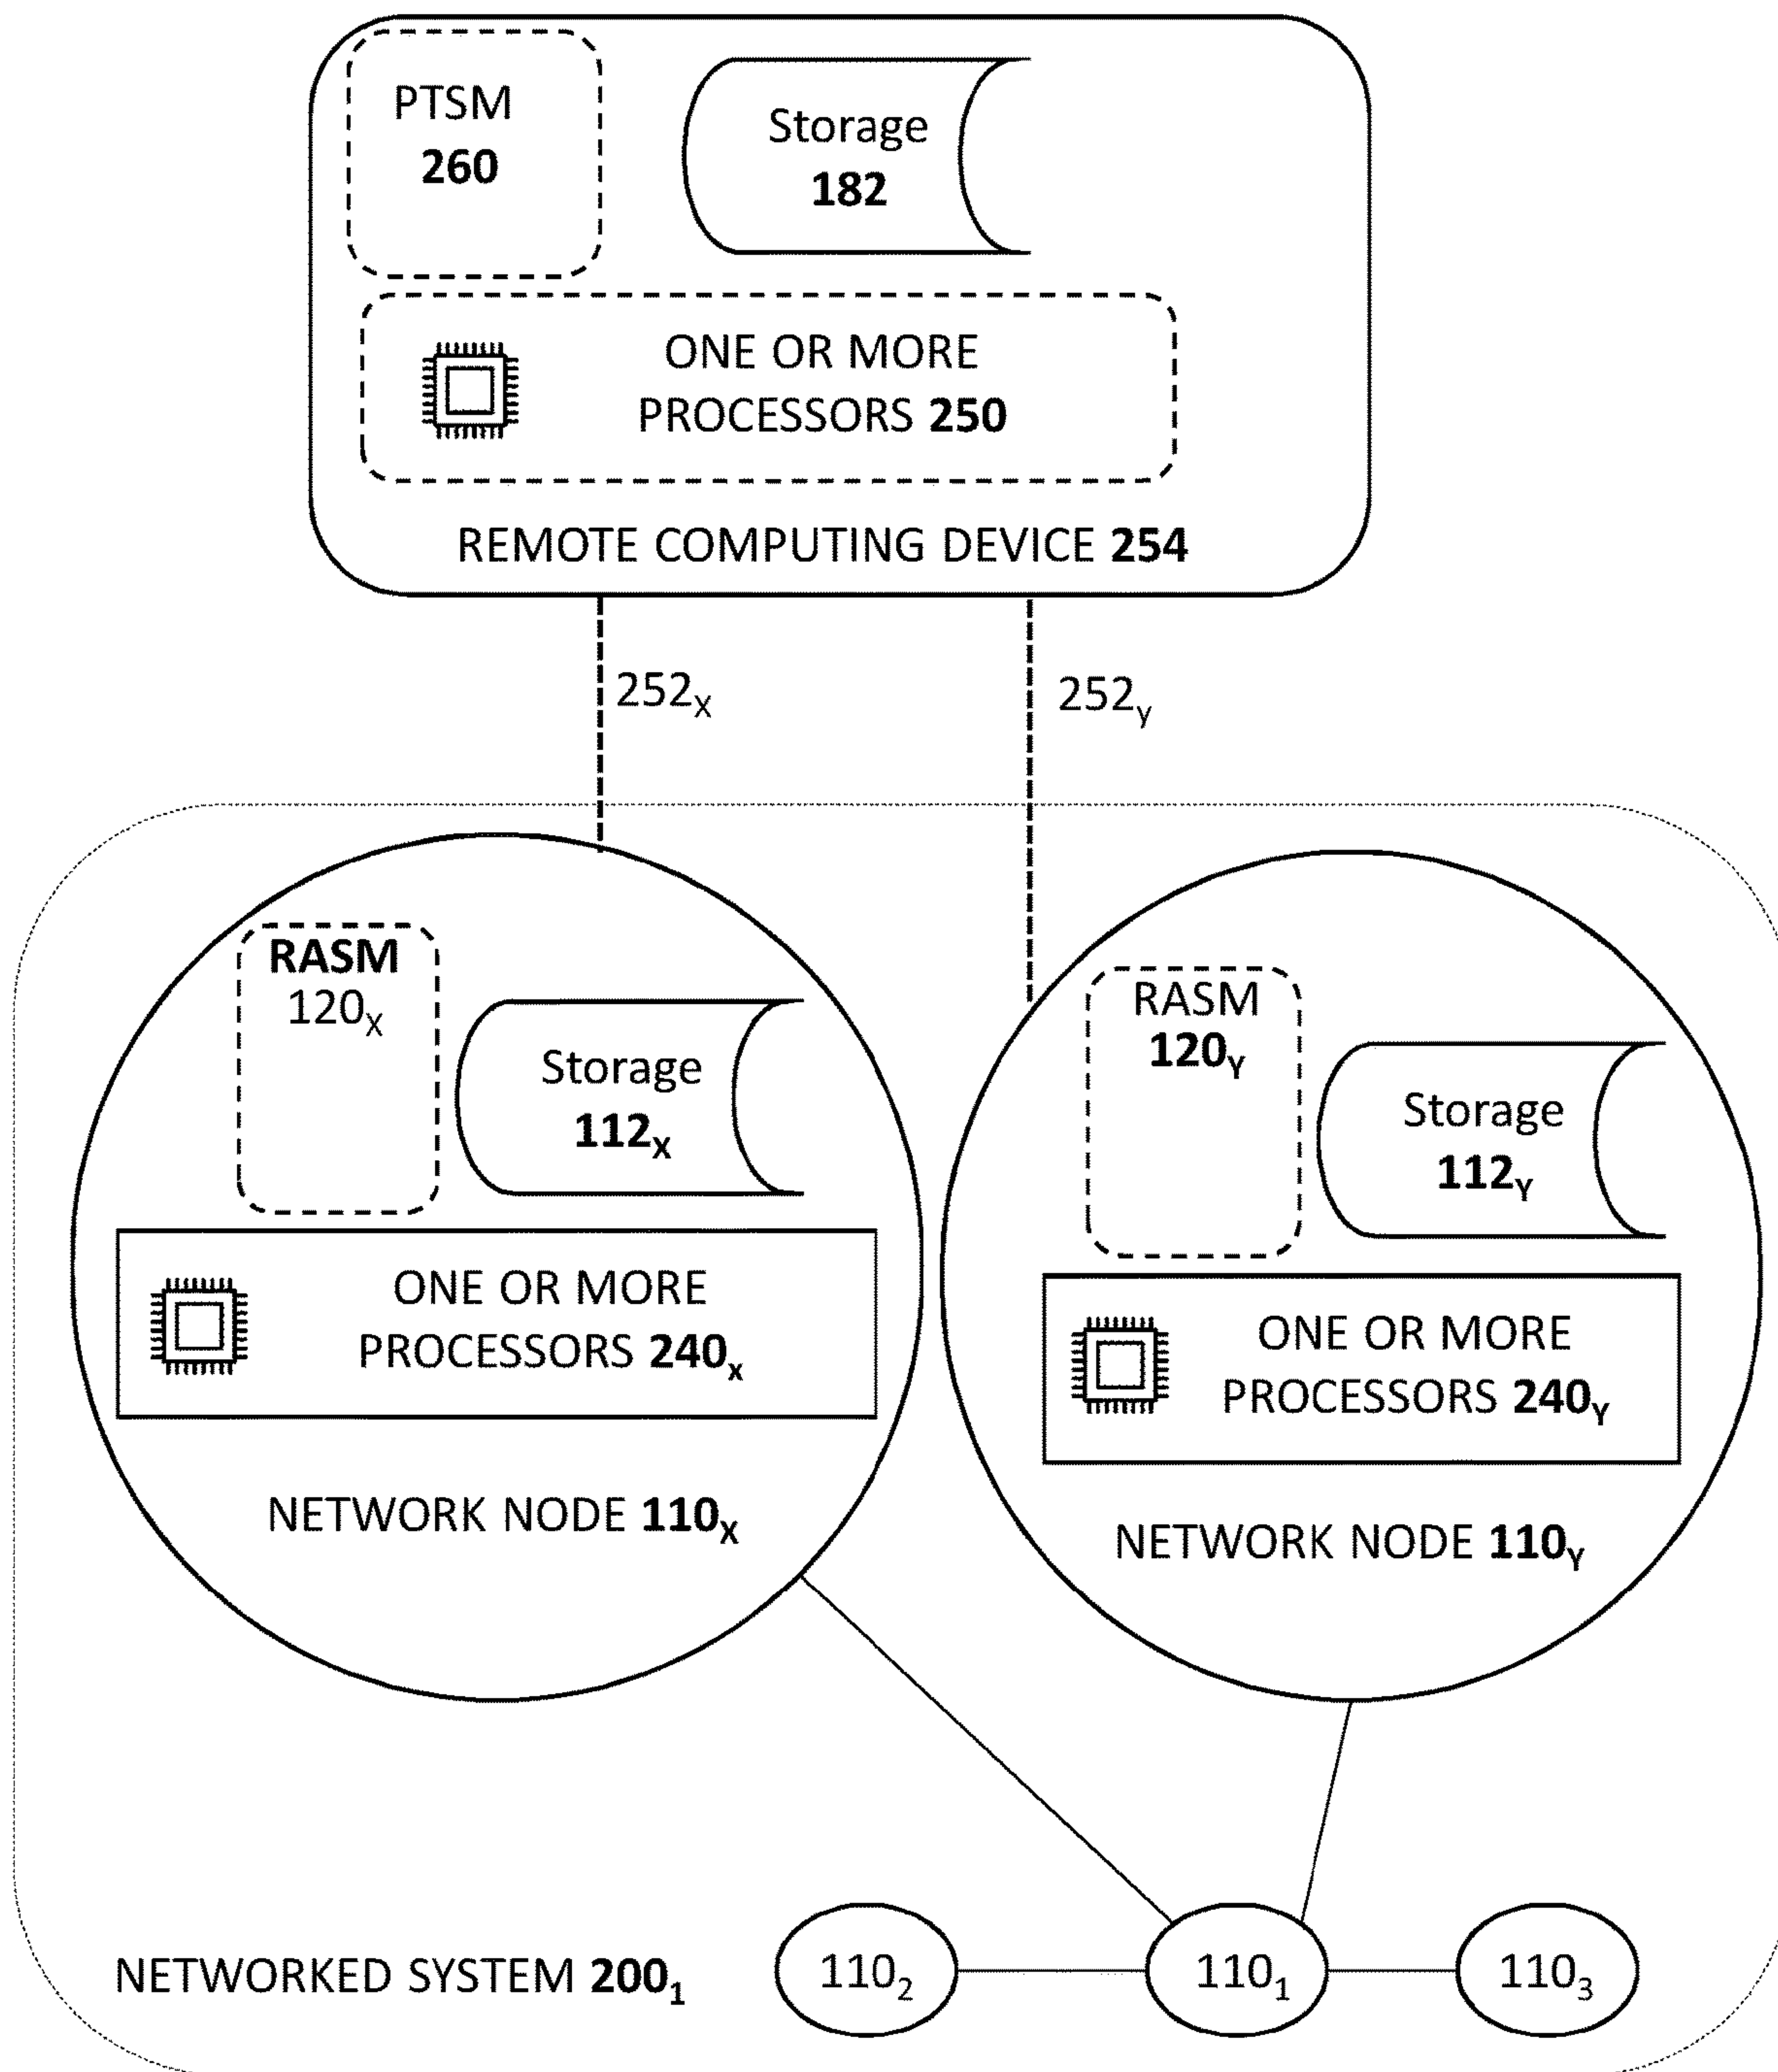 PTSM
260
Storage
182
ONE OR MORE
PROCESSORS 250
REMOTE COMPUTING DEVICE 254
252X
252y
RASM
120X
Storage
112X
ONE OR MORE
PROCESSORS 240x
NETWORK NODE 110X
RASM
120Y
Storage
112Y
ONE OR MORE
PROCESSORS 240Y
NETWORK NODE 110Y
NETWORKED SYSTEM 2001
1102
1101
1103